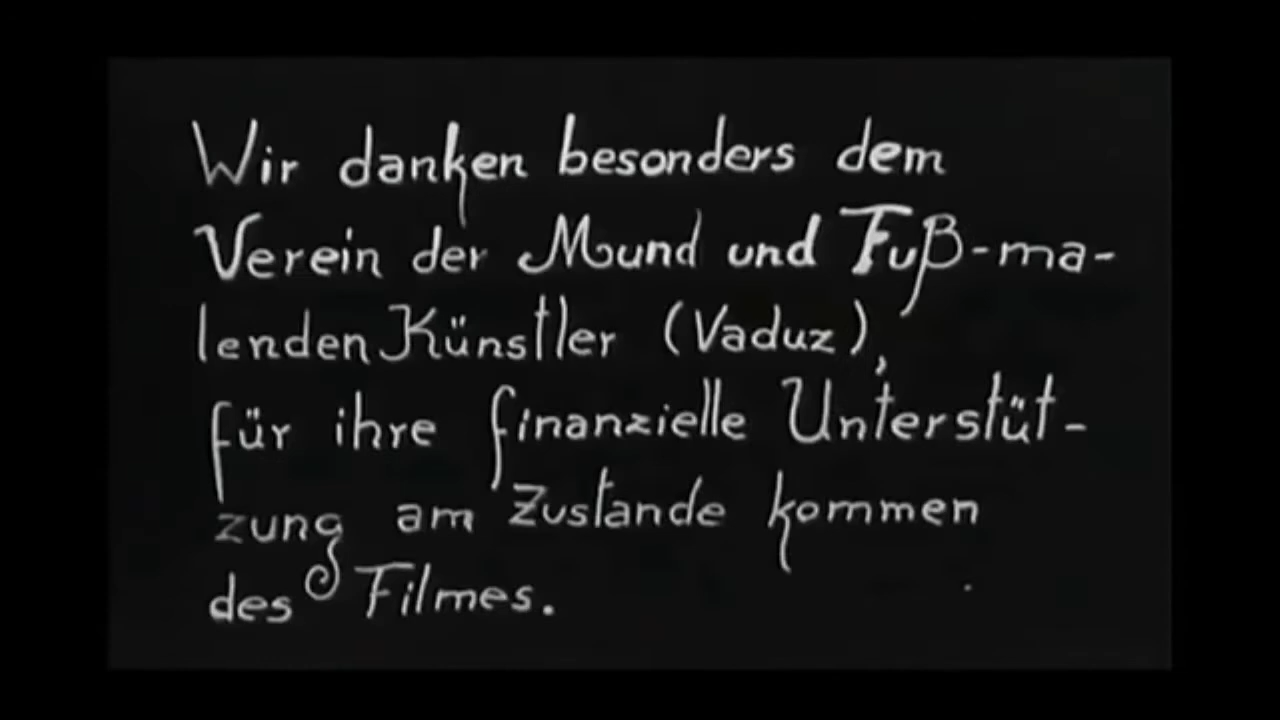 Wir danken besonders dem
Verein der Mund und Fuß-ma-
lenden Künstler (Vaduz),
für ihre finanzielle Unterstüt-
zung am Zustande kommen
des Filmes.